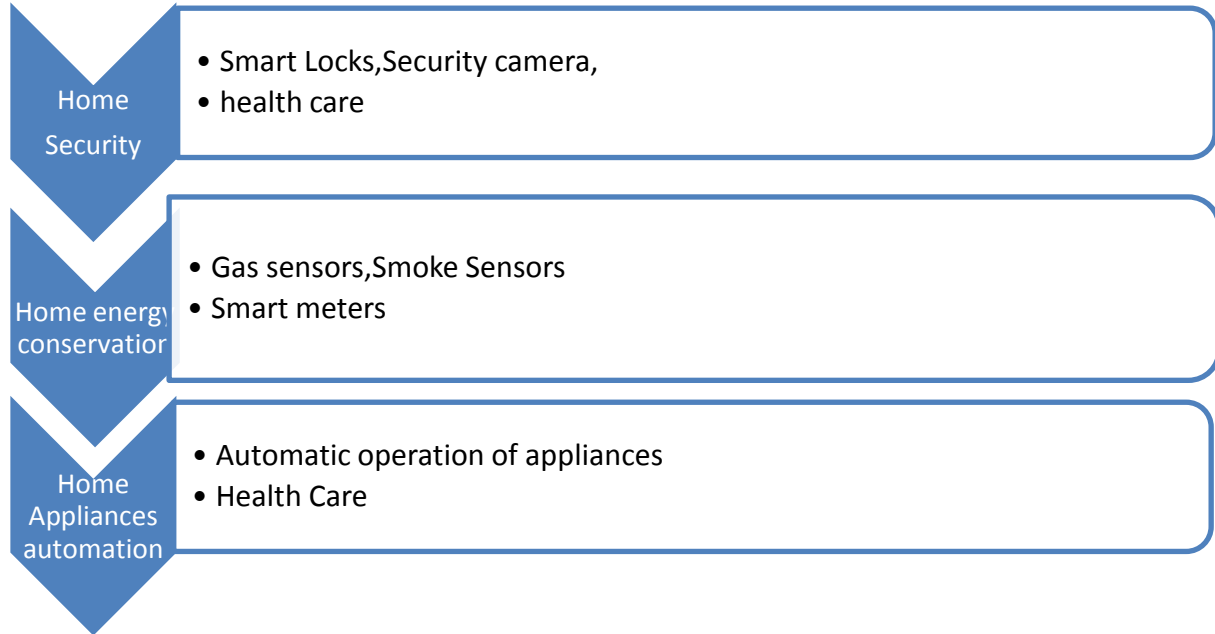 Home
Security
• Smart Locks,Security camera,
• health care
Home energy
conservation
• Gas sensors,Smoke Sensors
• Smart meters
Home
Appliances
automation
• Automatic operation of appliances
• Health Care